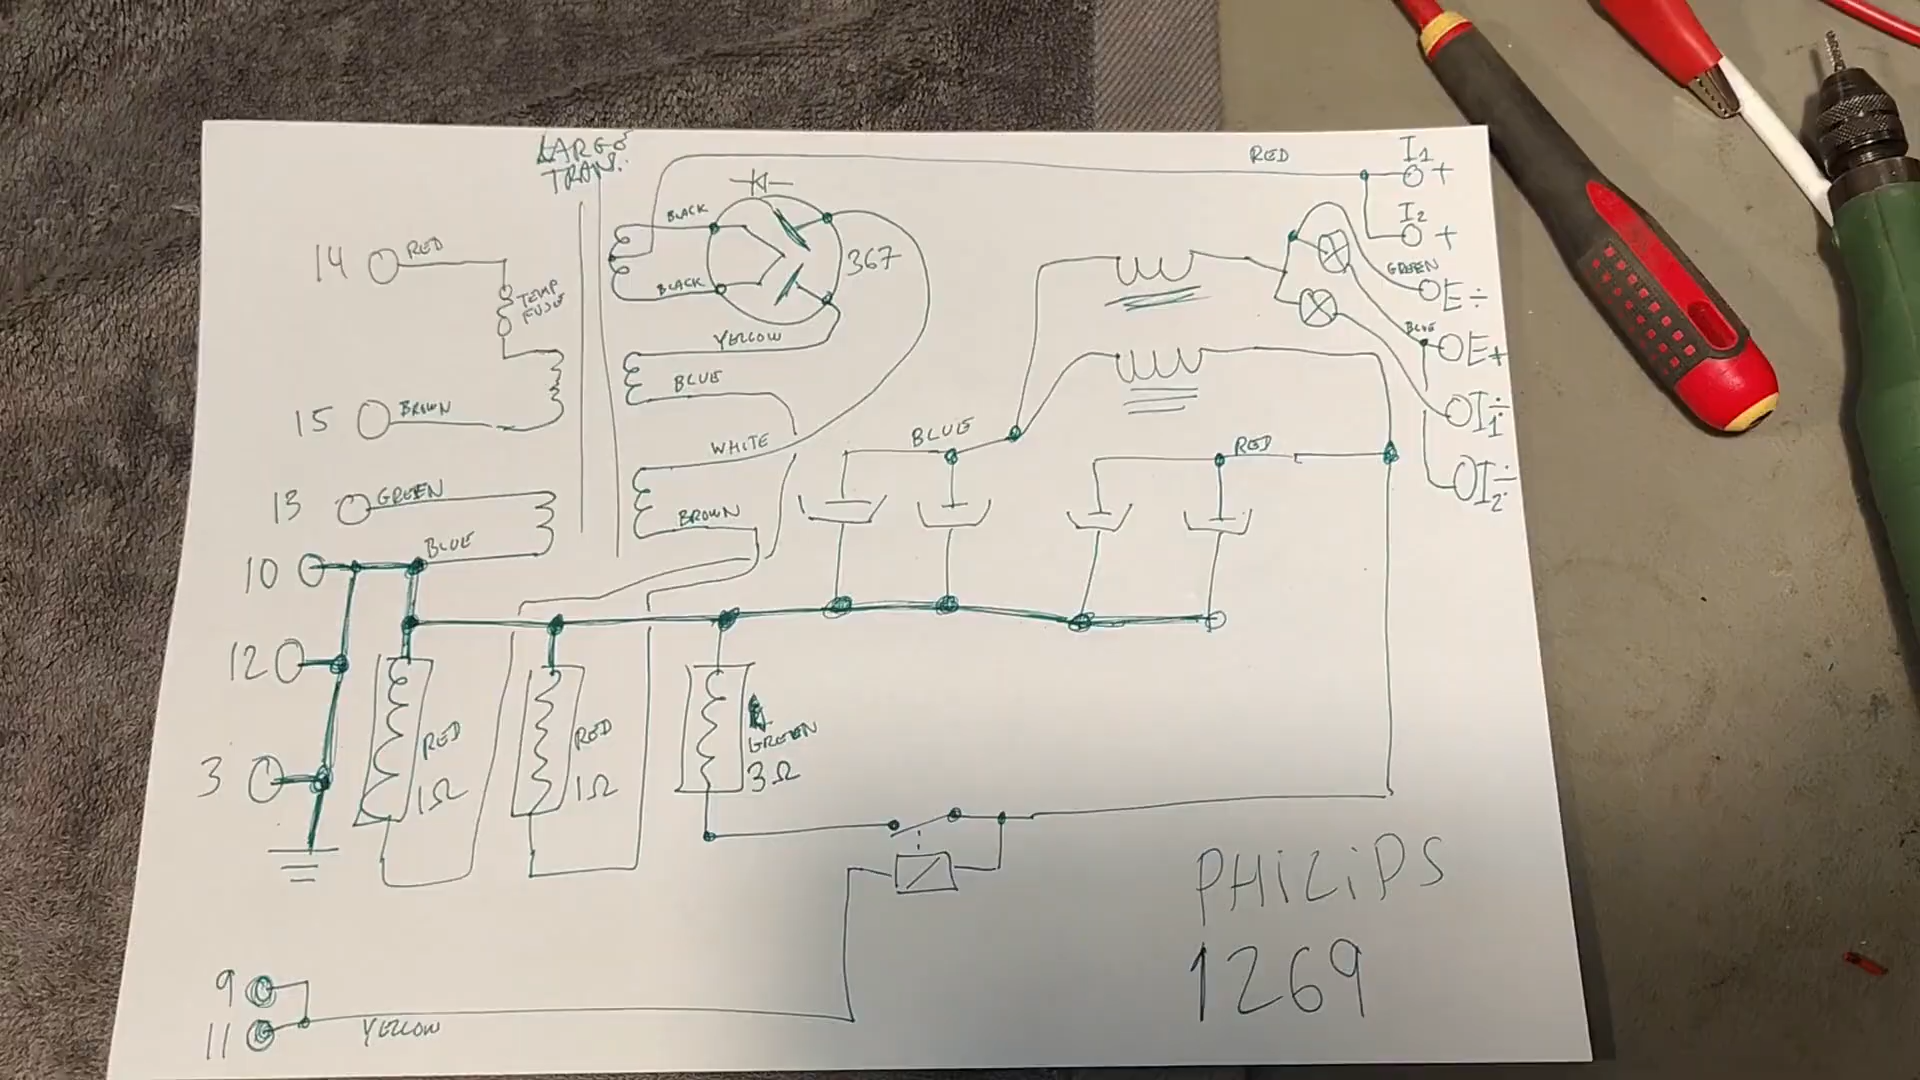 LARGE
TRAN.
RED
I1
+
I2
+
BLACK
14
RED
367
TEMP
FUSE
BLACK
GREEN
E÷
YELLOW
BLUE
E+
BLUE
15
BROWN
I1÷
WHITE
BLUE
RED
I2÷
13
GREEN
BROWN
10
BLUE
12
RED
1Ω
RED
1Ω
GREEN
3Ω
3
PHILIPS
1269
9
11
YELLOW